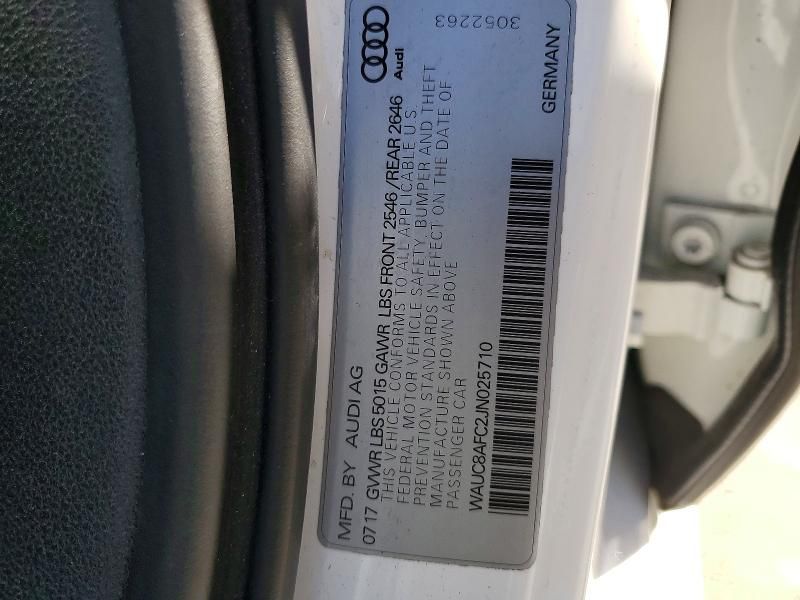 MFD. BY AUDI AG
Audi
0717 GVWR LBS 5015 GAWR LBS FRONT 2546 / REAR 2646
THIS VEHICLE CONFORMS TO ALL APPLICABLE U.S
FEDERAL MOTOR VEHICLE SAFETY, BUMPER AND THEFT
PREVENTION STANDARDS IN EFFECT ON THE DATE OF
MANUFACTURE SHOWN ABOVE
PASSENGER CAR
WAUC8AFC2JN025710
GERMANY
3052263